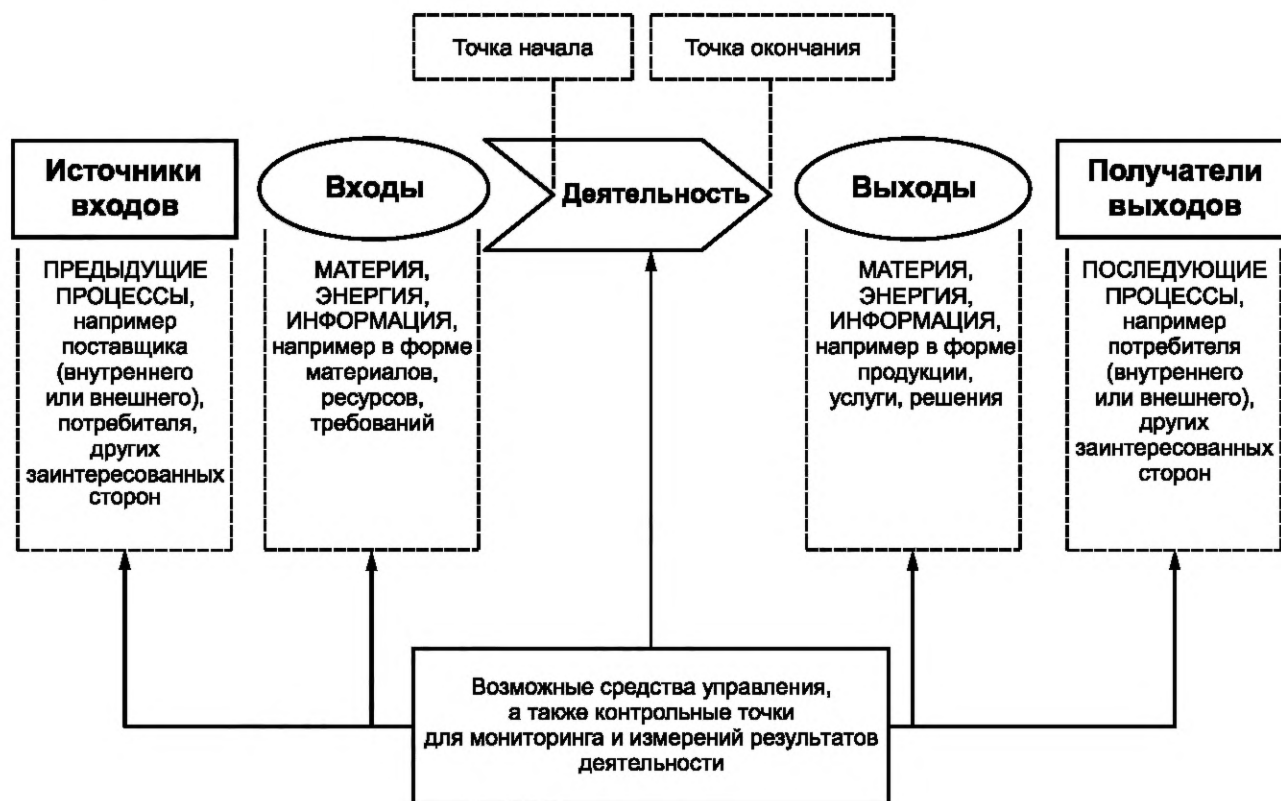 Точка начала
Точка окончания
Источники
входов
Входы
Деятельность
Выходы
Получатели
выходов
ПРЕДЫДУЩИЕ
ПРОЦЕССЫ,
например
поставщика
(внутреннего
или внешнего),
потребителя,
других
заинтересованных
сторон
МАТЕРИЯ,
ЭНЕРГИЯ,
ИНФОРМАЦИЯ,
например в форме
материалов,
ресурсов,
требований
МАТЕРИЯ,
ЭНЕРГИЯ,
ИНФОРМАЦИЯ,
например в форме
продукции,
услуги, решения
ПОСЛЕДУЮЩИЕ
ПРОЦЕССЫ,
например
потребителя
(внутреннего
или внешнего),
других
заинтересованных
сторон
Возможные средства управления,
а также контрольные точки
для мониторинга и измерений результатов
деятельности